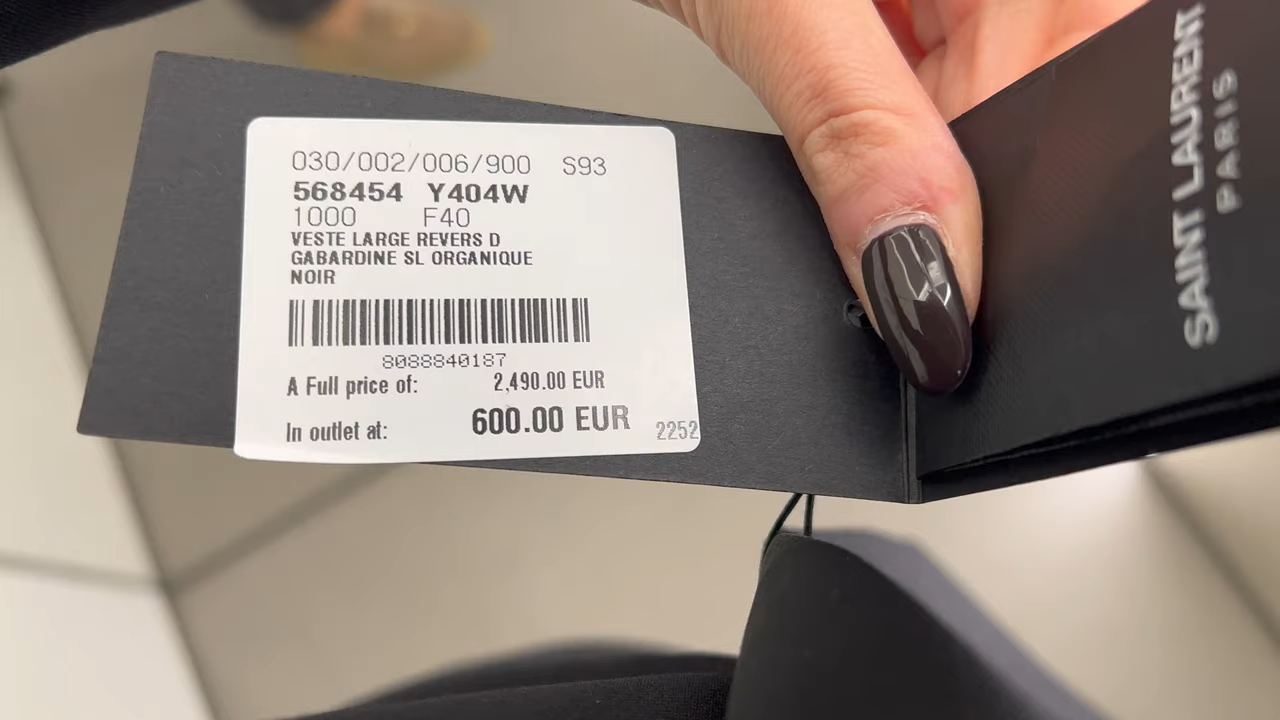 030/002/006/900 S93
568454 Y404W
1000 F40
VESTE LARGE REVERS D
GABARDINE SL ORGANIQUE
NOIR
8088840187
A Full price of: 2,490.00 EUR
In outlet at: 600.00 EUR 2252
SAINT LAURENT
PARIS